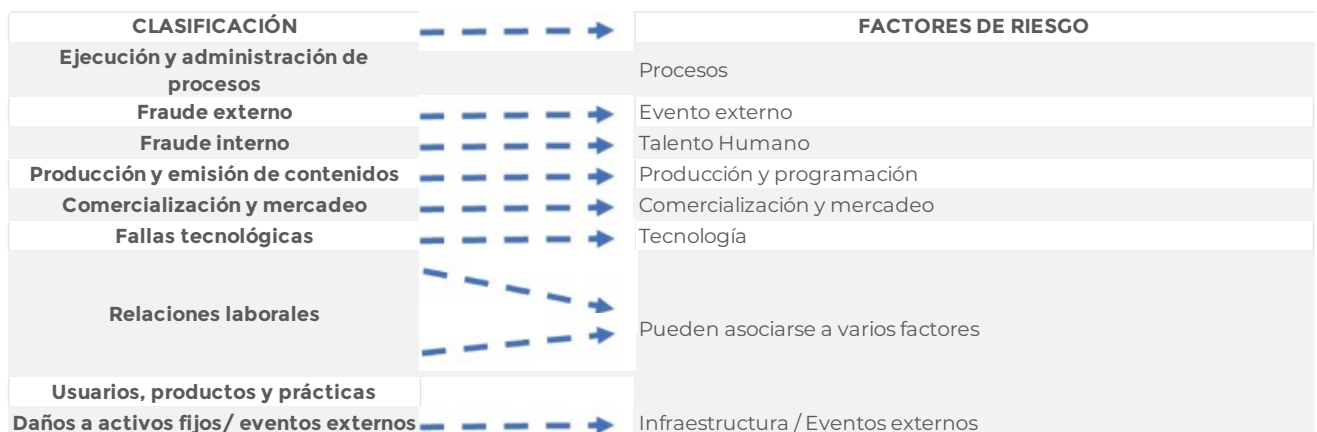 CLASIFICACIÓN FACTORES DE RIESGO
Ejecución y administración de
procesos
Procesos
Fraude externo Evento externo
Fraude interno Talento Humano
Producción y emisión de contenidos Producción y programación
Comercialización y mercadeo Comercialización y mercadeo
Fallas tecnológicas Tecnología
Relaciones laborales
Pueden asociarse a varios factores
Usuarios, productos y prácticas
Daños a activos fijos/ eventos externos Infraestructura / Eventos externos